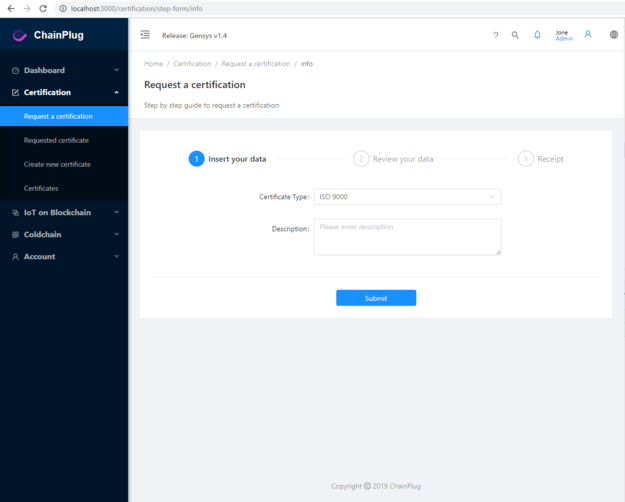 localhost:3000/certification/step-form/info
ChainPlug
Release: Gensys v1.4
?
Jone
Admin
Dashboard
Certification
Request a certification
Requested certificate
Create new certificate
Certificates
IoT on Blockchain
Coldchain
Account
Home / Certification / Request a certification / info
Request a certification
Step by step guide to request a certification
1 Insert your data
2 Review your data
3 Receipt
Certificate Type: ISO 9000
Description: Please enter description
Submit
Copyright © 2019 ChainPlug